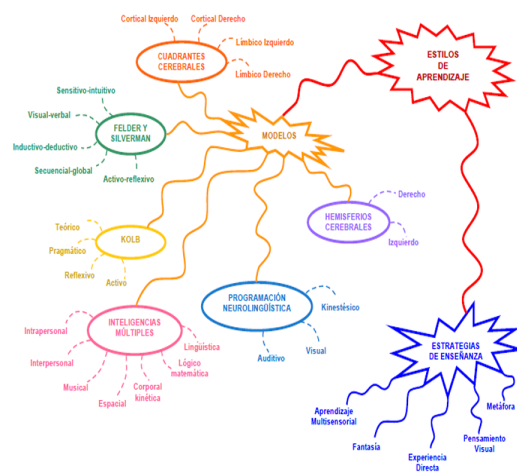 Cortical Izquierdo
Cortical Derecho
CUADRANTES
CEREBRALES
Límbico Izquierdo
Límbico Derecho
ESTILOS
DE
APRENDIZAJE
Sensitivo-intuitivo
Visual-verbal
FELDER Y
SILVERMAN
Inductivo-deductivo
Secuencial-global
Activo-reflexivo
MODELOS
Derecho
HEMISFERIOS
CEREBRALES
Izquierdo
Teórico
Pragmático
KOLB
Reflexivo
Activo
PROGRAMACIÓN
NEUROLINGÜÍSTICA
Kinestésico
Visual
Auditivo
INTELIGENCIAS
MÚLTIPLES
Intrapersonal
Interpersonal
Musical
Espacial
Corporal
kinética
Lógico
matemática
Lingüística
ESTRATEGIAS
DE ENSEÑANZA
Aprendizaje
Multisensorial
Fantasía
Experiencia
Directa
Pensamiento
Visual
Metáfora